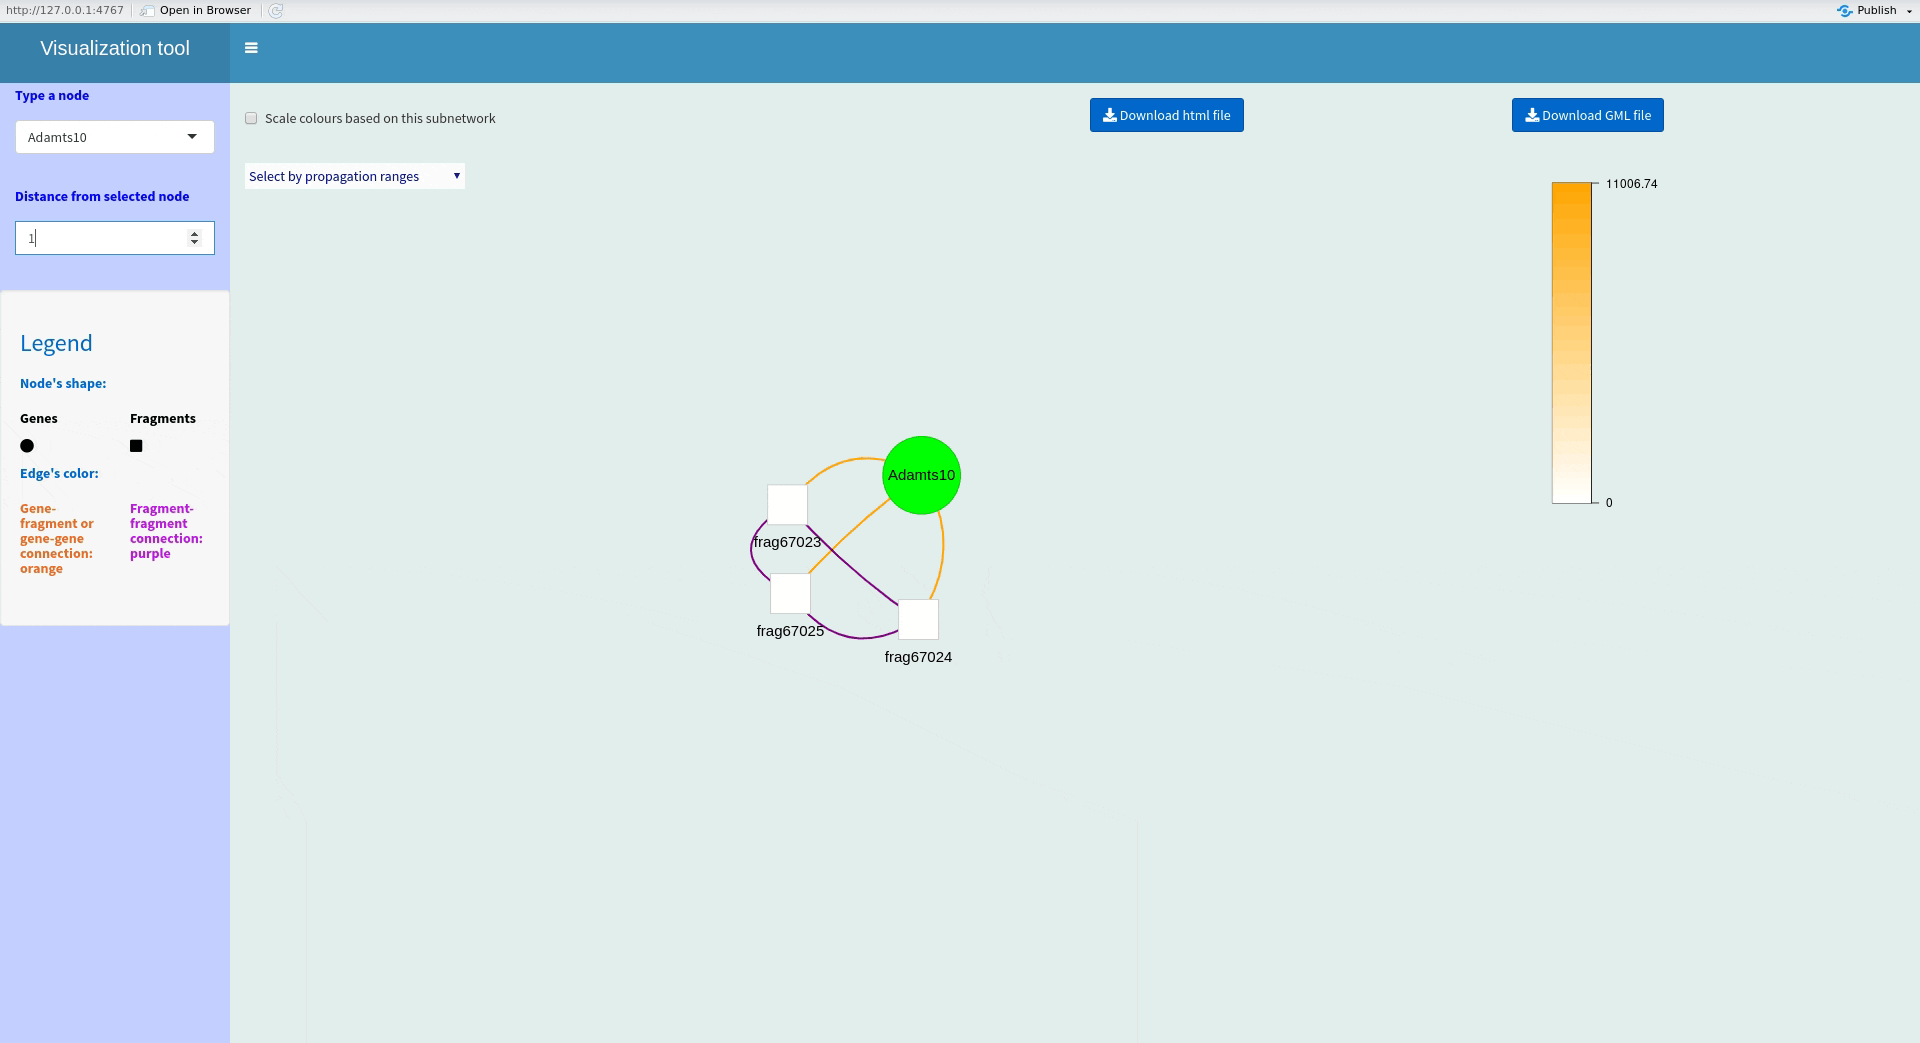 http://127.0.0.1:4767
Open in Browser
Publish
Visualization tool
Type a node
Adamts10
Distance from selected node
1
Legend
Node's shape:
Genes
Fragments
Edge's color:
Gene-
fragment or
gene-gene
connection:
orange
Fragment-
fragment
connection:
purple
Scale colours based on this subnetwork
Download html file
Download GML file
Select by propagation ranges
11006.74
0
Adamts10
frag67023
frag67025
frag67024